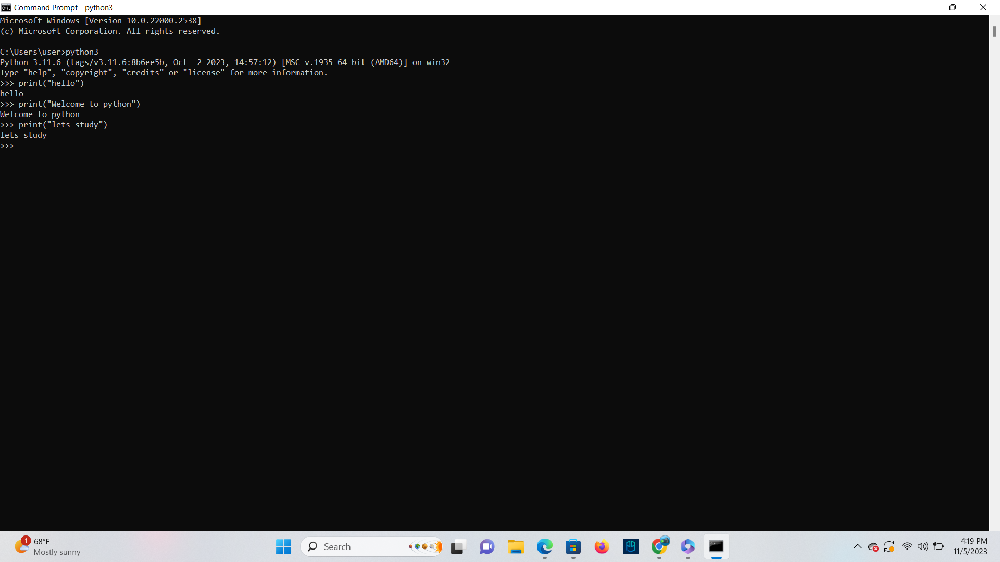 Command Prompt - python3
Microsoft Windows [Version 10.0.22000.2538]
(c) Microsoft Corporation. All rights reserved.
C:\Users\user>python3
Python 3.11.6 (tags/v3.11.6:8b6ee5b, Oct  2 2023, 14:57:12) [MSC v.1935 64 bit (AMD64)] on win32
Type "help", "copyright", "credits" or "license" for more information.
>>> print("hello")
hello
>>> print("Welcome to python")
Welcome to python
>>> print("lets study")
lets study
>>>
1
68°F
Mostly sunny
Search
4:19 PM
11/5/2023